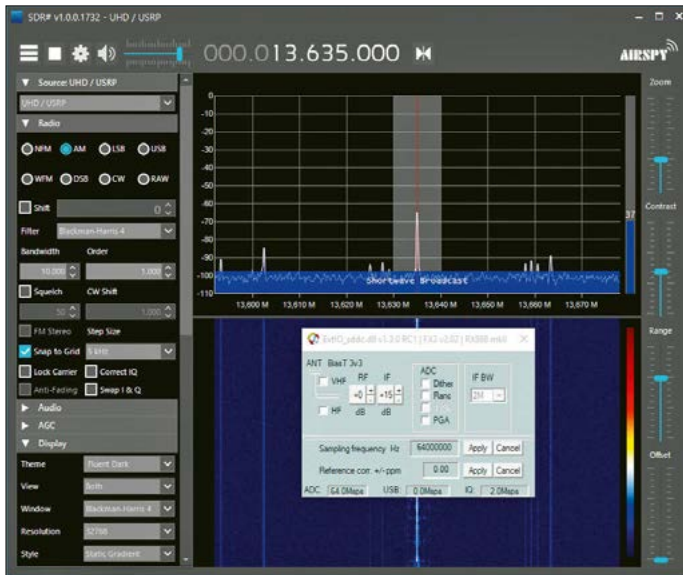 SDR# v1.0.0.1732 - UHD / USRP
000.013.635.000
AIRSPY
Source: UHD / USRP
UHD / USRP
Radio
NFM AM LSB USB
WFM DSB CW RAW
Shift 0
Filter Blackman-Harris 4
Bandwidth Order
10.000 1.000
Squelch CW Shift
50 1.000
FM Stereo Step Size
Snap to Grid 5 kHz
Lock Carrier Correct IQ
Anti-Fading Swap I & Q
Audio
AGC
Display
Theme Fluent Dark
View Both
Window Blackman-Harris 4
Resolution 32768
Style Static Gradient
0
-10
-20
-30
-40
-50
-60
-70
-80
-90
-100
-110
Shortwave Broadcast
13,600 M 13,610 M 13,620 M 13,630 M 13,640 M 13,650 M 13,660 M 13,670 M
37
Zoom
Contrast
Range
Offset
ANT BiasT 3v3
VHF
HF
RF IF
+0 +15
dB dB
ADC
Dither
Rand
PGA
IF BW
2M
Sampling frequency Hz 64000000 Apply Cancel
Reference corr. +/-ppm 0.00 Apply Cancel
ADC: 64.0Msps USB: 0.0Msps IQ: 2.0Msps